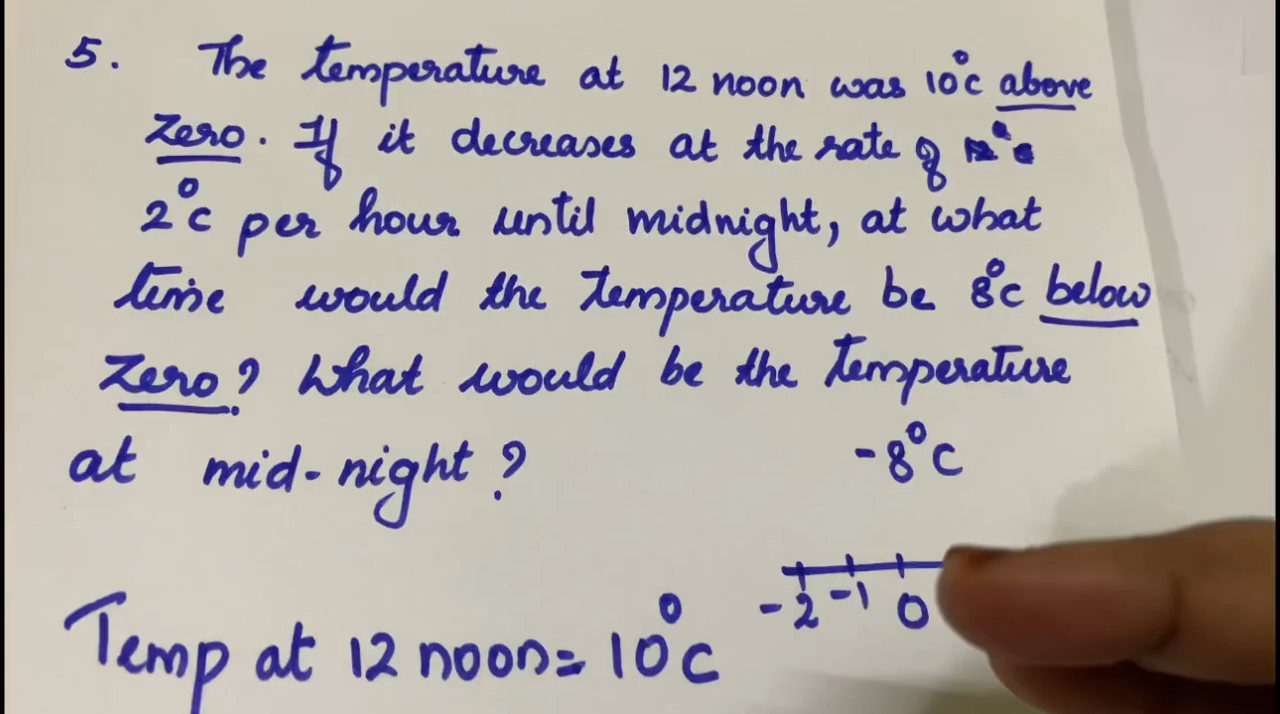 5. The temperature at 12 noon was 10°c above
zero. If it decreases at the rate of
2°c per hour until midnight, at what
time would the temperature be 8°c below
zero? What would be the temperature
at mid-night?
-8°c
-2 -1 0
Temp at 12 noon = 10°c